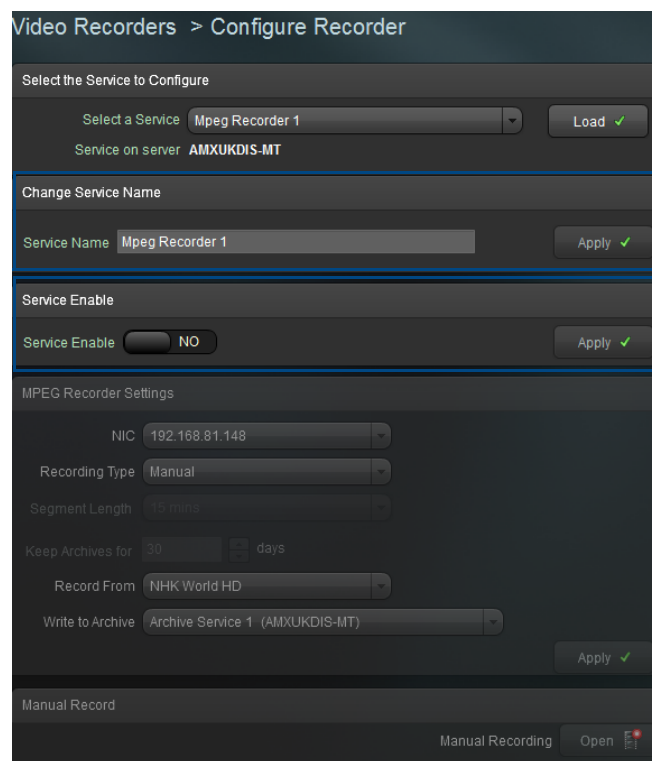 Video Recorders > Configure Recorder
Select the Service to Configure
Select a Service Mpeg Recorder 1 Load
Service on server AMXUKDIS-MT
Change Service Name
Service Name Mpeg Recorder 1 Apply
Service Enable
Service Enable NO Apply
MPEG Recorder Settings
NIC 192.168.81.148
Recording Type Manual
Segment Length 15 mins
Keep Archives for 30 days
Record From NHK World HD
Write to Archive Archive Service 1 (AMXUKDIS-MT)
Apply
Manual Record
Manual Recording Open